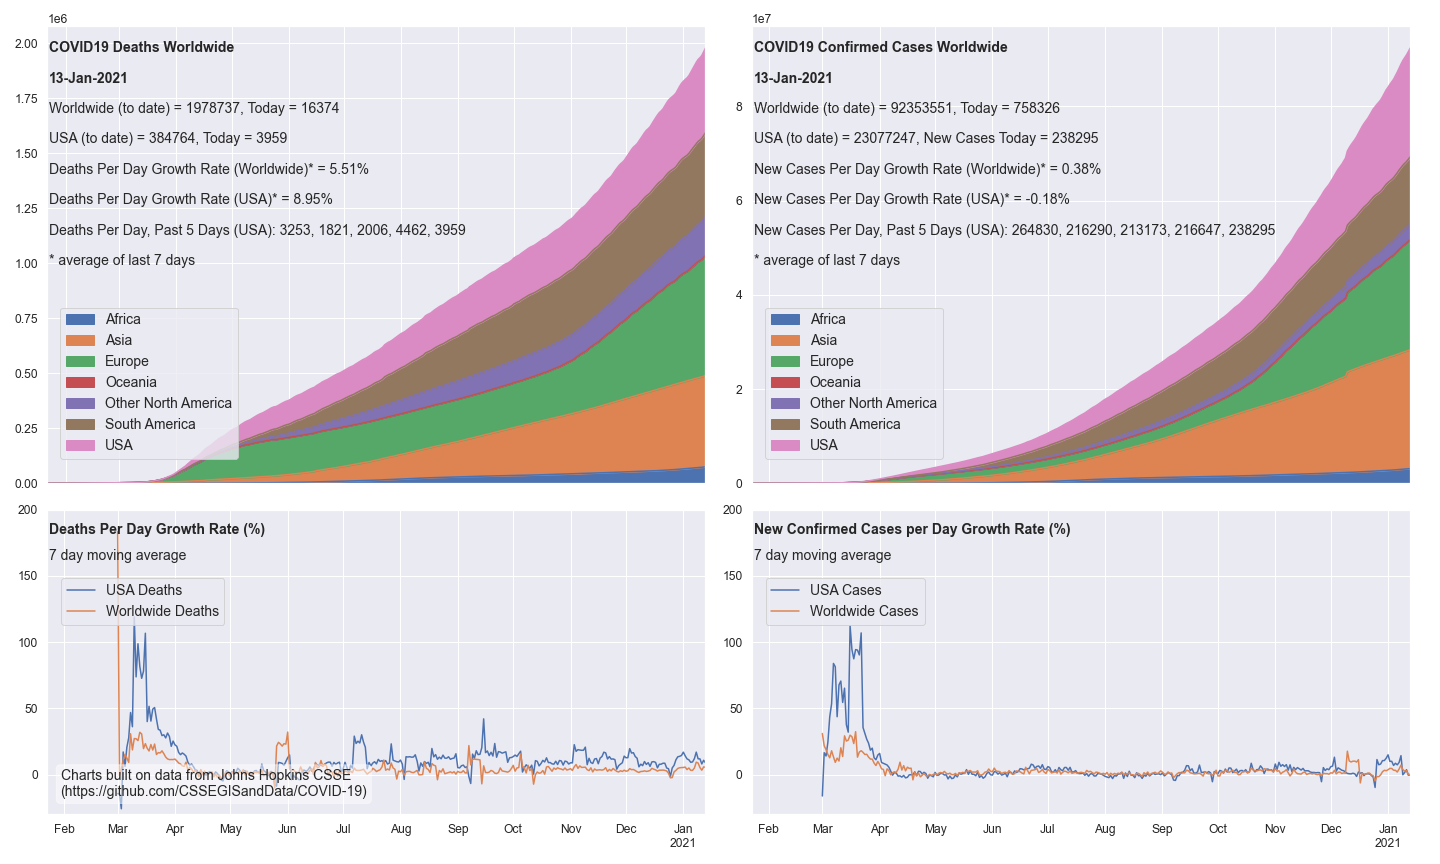 1e6
2.00
1.75
1.50
1.25
1.00
0.75
0.50
0.25
0.00
COVID19 Deaths Worldwide
13-Jan-2021
Worldwide (to date) = 1978737, Today = 16374
USA (to date) = 384764, Today = 3959
Deaths Per Day Growth Rate (Worldwide)* = 5.51%
Deaths Per Day Growth Rate (USA)* = 8.95%
Deaths Per Day, Past 5 Days (USA): 3253, 1821, 2006, 4462, 3959
* average of last 7 days
Africa
Asia
Europe
Oceania
Other North America
South America
USA
1e7
8
6
4
2
0
COVID19 Confirmed Cases Worldwide
13-Jan-2021
Worldwide (to date) = 92353551, Today = 758326
USA (to date) = 23077247, New Cases Today = 238295
New Cases Per Day Growth Rate (Worldwide)* = 0.38%
New Cases Per Day Growth Rate (USA)* = -0.18%
New Cases Per Day, Past 5 Days (USA): 264830, 216290, 213173, 216647, 238295
* average of last 7 days
Africa
Asia
Europe
Oceania
Other North America
South America
USA
200
150
100
50
0
Deaths Per Day Growth Rate (%)
7 day moving average
USA Deaths
Worldwide Deaths
Charts built on data from Johns Hopkins CSSE
(https://github.com/CSSEGISandData/COVID-19)
Feb Mar Apr May Jun Jul Aug Sep Oct Nov Dec Jan
2021
200
150
100
50
0
New Confirmed Cases per Day Growth Rate (%)
7 day moving average
USA Cases
Worldwide Cases
Feb Mar Apr May Jun Jul Aug Sep Oct Nov Dec Jan
2021